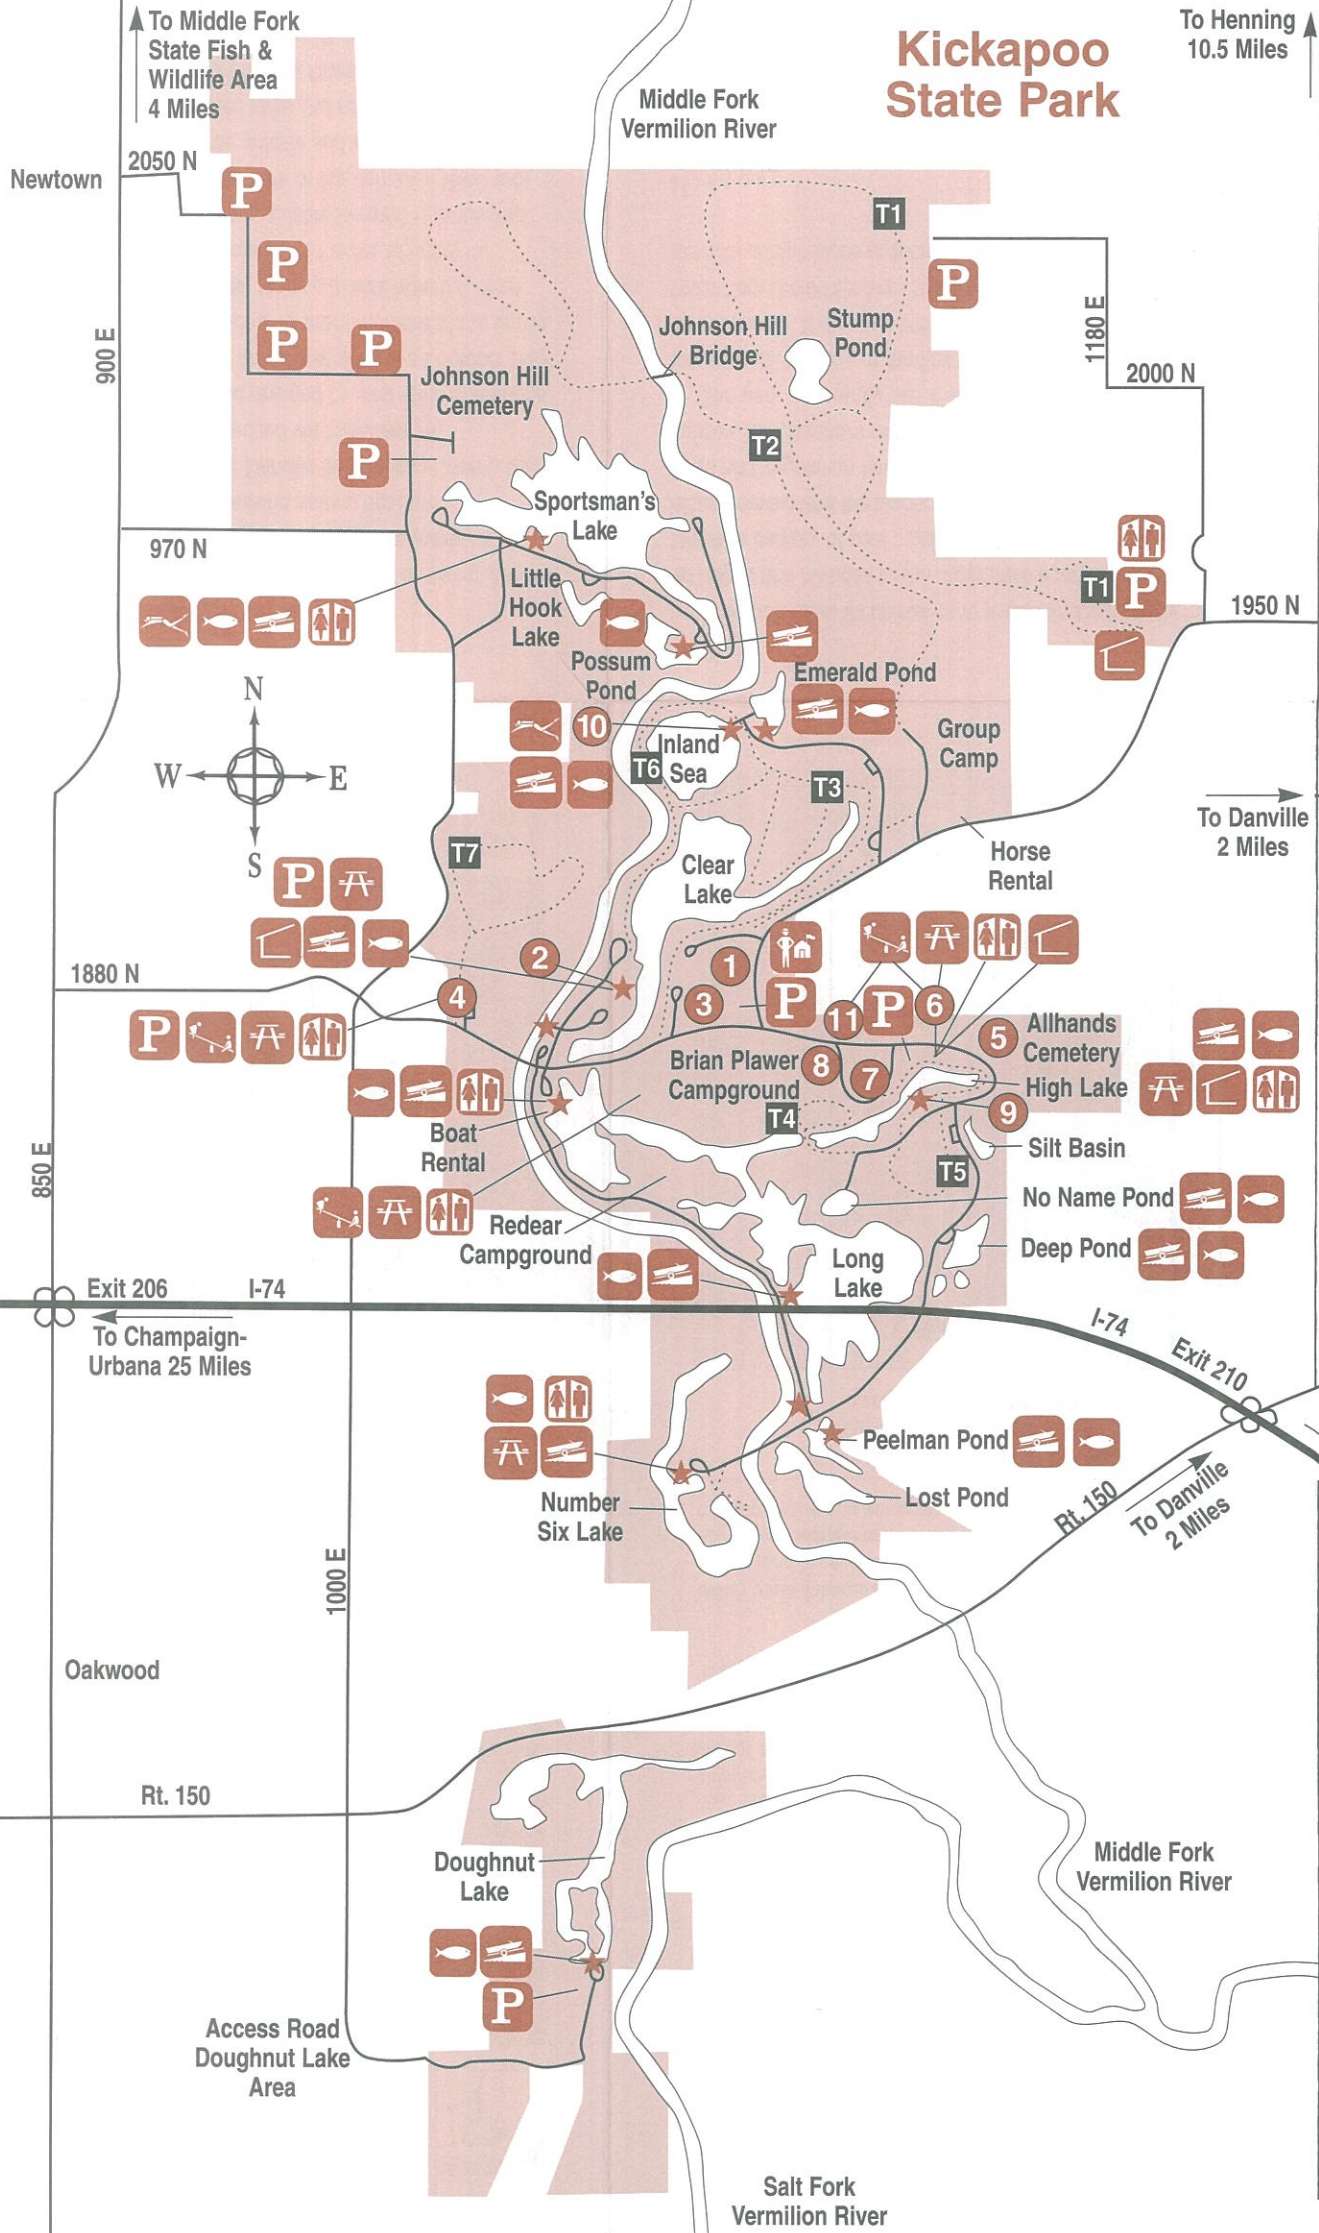 To Middle Fork
State Fish &
Wildlife Area
4 Miles
To Henning
10.5 Miles
Kickapoo
State Park
Middle Fork
Vermilion River
Newtown
2050 N
P
T1
P
P
900 E
Johnson Hill
Bridge
Stump
Pond
1180 E
P
P
Johnson Hill
Cemetery
2000 N
T2
P
Sportsman's
Lake
970 N
Little
Hook
Lake
T1
P
1950 N
Possum
Pond
Emerald Pond
N
W
E
S
10
Inland
Sea
T6
T3
Group
Camp
To Danville
2 Miles
T7
Clear
Lake
Horse
Rental
P
2
1
1880 N
4
3
P
11
P
6
5
Allhands
Cemetery
P
Brian Plawer
Campground
8
7
High Lake
T4
9
Boat
Rental
Silt Basin
850 E
T5
No Name Pond
Redear
Campground
Deep Pond
Long
Lake
Exit 206
I-74
To Champaign-
Urbana 25 Miles
I-74
Exit 210
Peelman Pond
Lost Pond
Number
Six Lake
Rt. 150
To Danville
2 Miles
1000 E
Oakwood
Rt. 150
Doughnut
Lake
Middle Fork
Vermilion River
P
Access Road
Doughnut Lake
Area
Salt Fork
Vermilion River